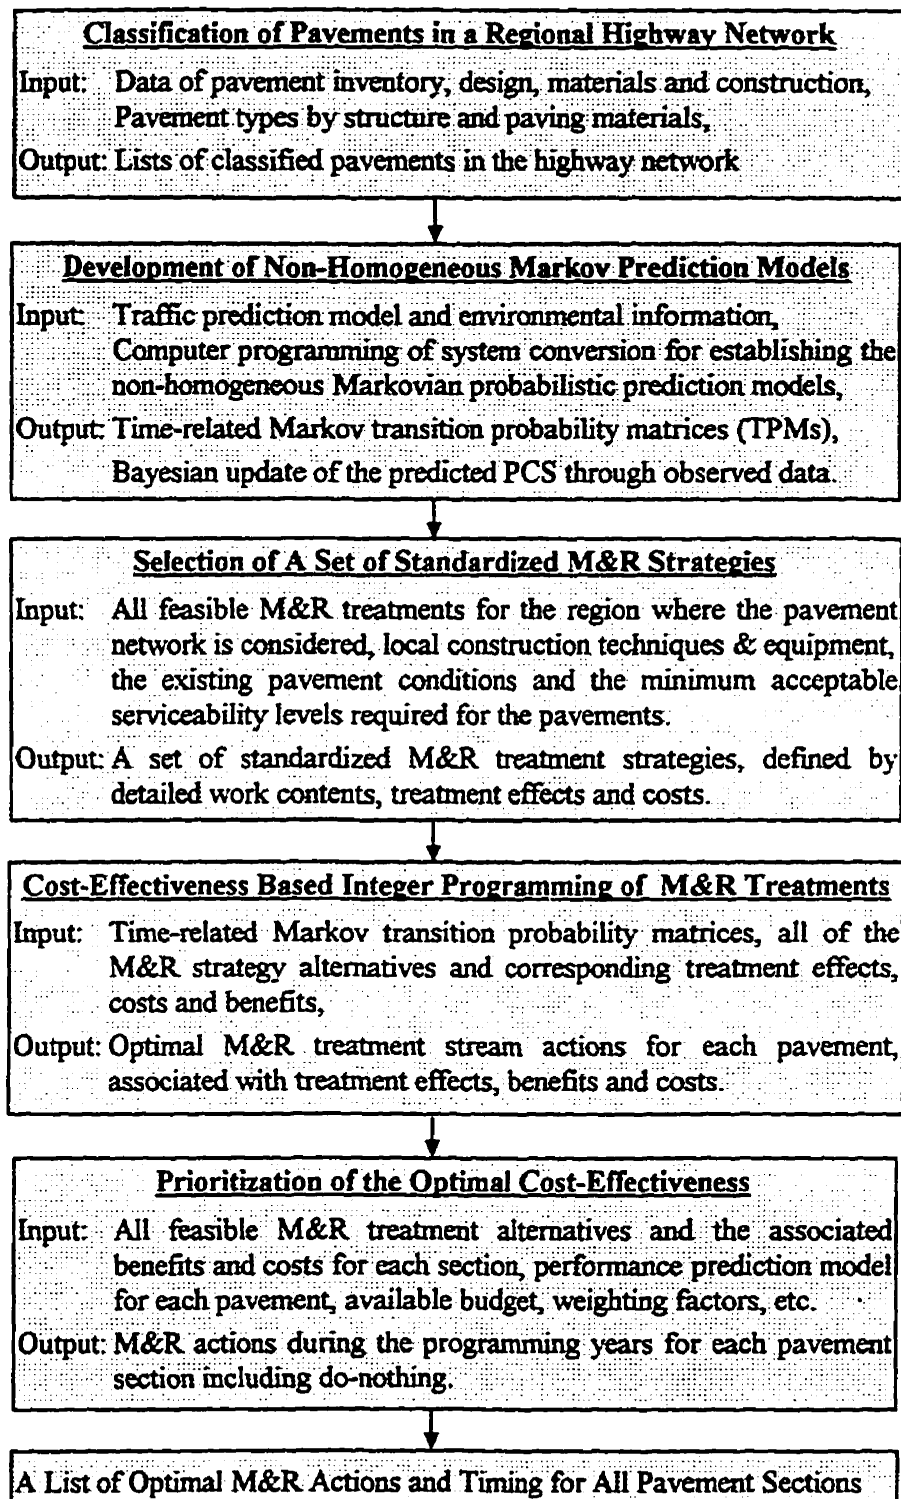 Classification of Pavements in a Regional Highway Network
Input: Data of pavement inventory, design, materials and construction,
Pavement types by structure and paving materials,
Output: Lists of classified pavements in the highway network
Development of Non-Homogeneous Markov Prediction Models
Input: Traffic prediction model and environmental information,
Computer programming of system conversion for establishing the
non-homogeneous Markovian probabilistic prediction models,
Output: Time-related Markov transition probability matrices (TPMs),
Bayesian update of the predicted PCS through observed data.
Selection of A Set of Standardized M&R Strategies
Input: All feasible M&R treatments for the region where the pavement
network is considered, local construction techniques & equipment,
the existing pavement conditions and the minimum acceptable
serviceability levels required for the pavements.
Output: A set of standardized M&R treatment strategies, defined by
detailed work contents, treatment effects and costs.
Cost-Effectiveness Based Integer Programming of M&R Treatments
Input: Time-related Markov transition probability matrices, all of the
M&R strategy alternatives and corresponding treatment effects,
costs and benefits,
Output: Optimal M&R treatment stream actions for each pavement,
associated with treatment effects, benefits and costs.
Prioritization of the Optimal Cost-Effectiveness
Input: All feasible M&R treatment alternatives and the associated
benefits and costs for each section, performance prediction model
for each pavement, available budget, weighting factors, etc.
Output: M&R actions during the programming years for each pavement
section including do-nothing.
A List of Optimal M&R Actions and Timing for All Pavement Sections